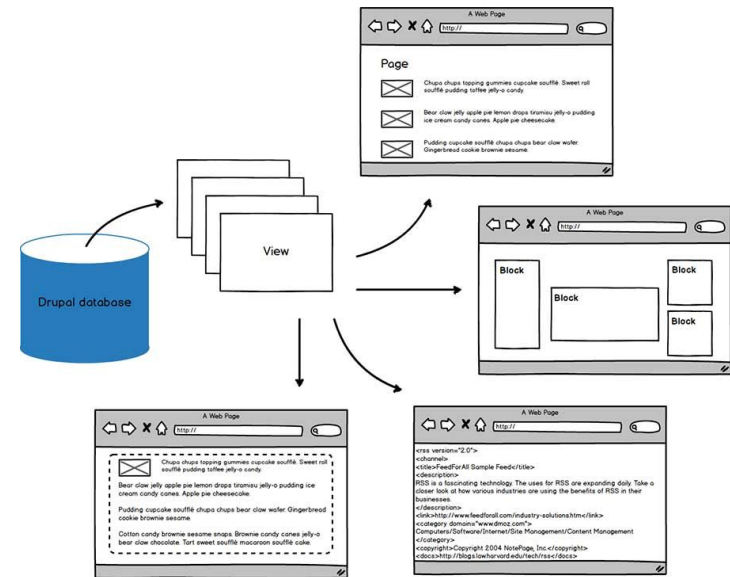 A Web Page
http://
Page
Chupa chups topping gummies cupcake soufflé. Sweet roll
soufflé pudding toffee jelly-o candy.
Bear claw jelly apple pie lemon drops tiramisu jelly-o pudding
ice cream candy canes. Apple pie cheesecake.
Pudding cupcake soufflé chupa chups bear claw wafer.
Gingerbread cookie brownie sesame.
View
Drupal database
A Web Page
http://
Block
Block
Block
Block
A Web Page
http://
Chupa chups topping gummies cupcake soufflé. Sweet roll
soufflé pudding toffee jelly-o candy.
Bear claw jelly apple pie lemon drops tiramisu jelly-o pudding ice
cream candy canes. Apple pie cheesecake.
Pudding cupcake soufflé chupa chups bear claw wafer. Gingerbread
cookie brownie sesame.
Cotton candy brownie sesame snaps. Brownie candy canes jelly-o
bear claw chocolate. Tart sweet soufflé macaroon soufflé cake.
A Web Page
http://
<rss version="2.0">
<channel>
<title>FeedForAll Sample Feed</title>
<description>
RSS is a fascinating technology. The uses for RSS are expanding daily. Take a
closer look at how various industries are using the benefits of RSS in their
businesses.
</description>
<link>http://www.feedforall.com/industry-solutions.htm</link>
<category domain="www.dmoz.com">
Computers/Software/Internet/Site Management/Content Management
</category>
<copyright>Copyright 2004 NotePage, Inc.</copyright>
<docs>http://blogs.law.harvard.edu/tech/rss</docs>